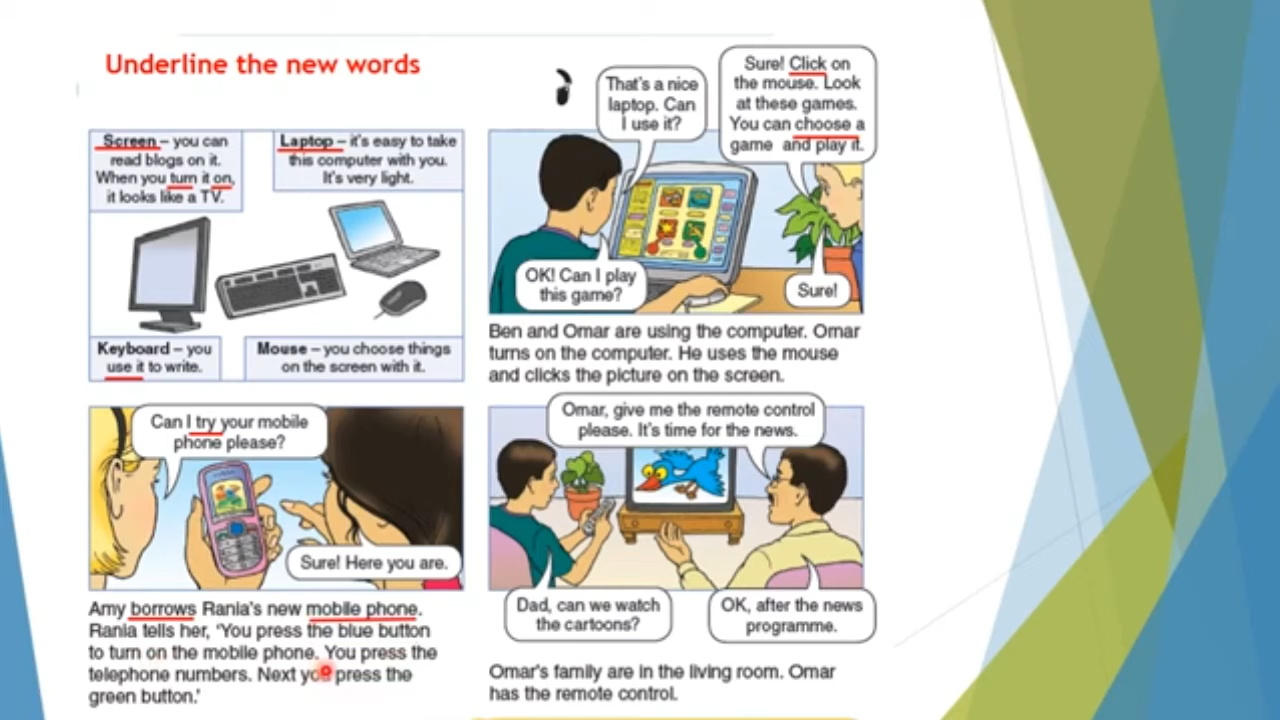 Underline the new words
Screen – you can
read blogs on it.
When you turn it on,
it looks like a TV.
Laptop – it's easy to take
this computer with you.
It's very light.
Keyboard – you
use it to write.
Mouse – you choose things
on the screen with it.
That's a nice
laptop. Can
I use it?
Sure! Click on
the mouse. Look
at these games.
You can choose a
game and play it.
OK! Can I play
this game?
Sure!
Ben and Omar are using the computer. Omar
turns on the computer. He uses the mouse
and clicks the picture on the screen.
Can I try your mobile
phone please?
Sure! Here you are.
Amy borrows Rania's new mobile phone.
Rania tells her, 'You press the blue button
to turn on the mobile phone. You press the
telephone numbers. Next you press the
green button.'
Omar, give me the remote control
please. It's time for the news.
Dad, can we watch
the cartoons?
OK, after the news
programme.
Omar's family are in the living room. Omar
has the remote control.